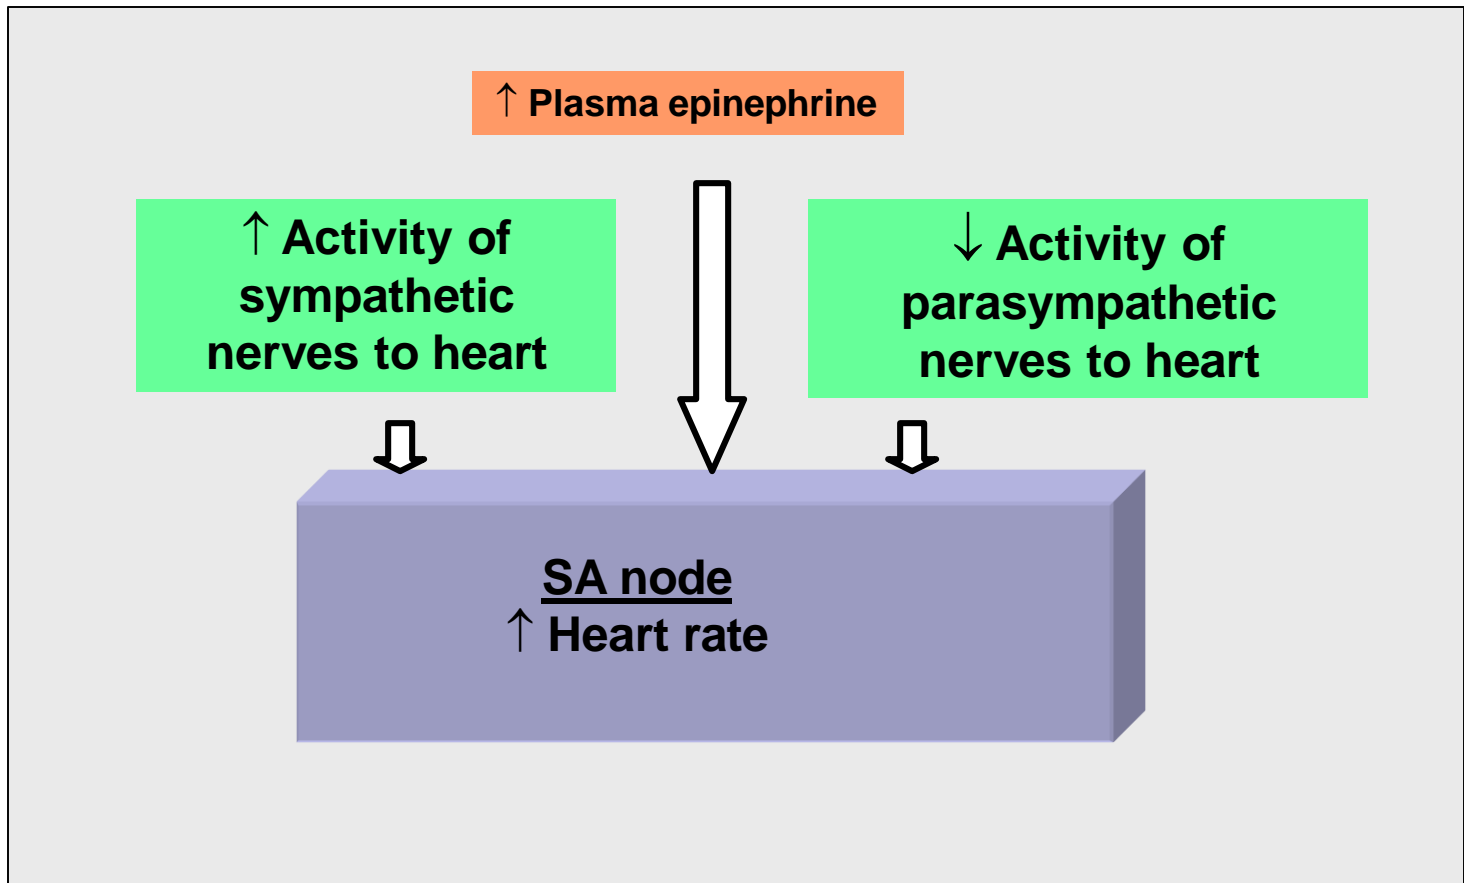 ↑ Plasma epinephrine
↑ Activity of
sympathetic
nerves to heart
↓ Activity of
parasympathetic
nerves to heart
SA node
↑ Heart rate